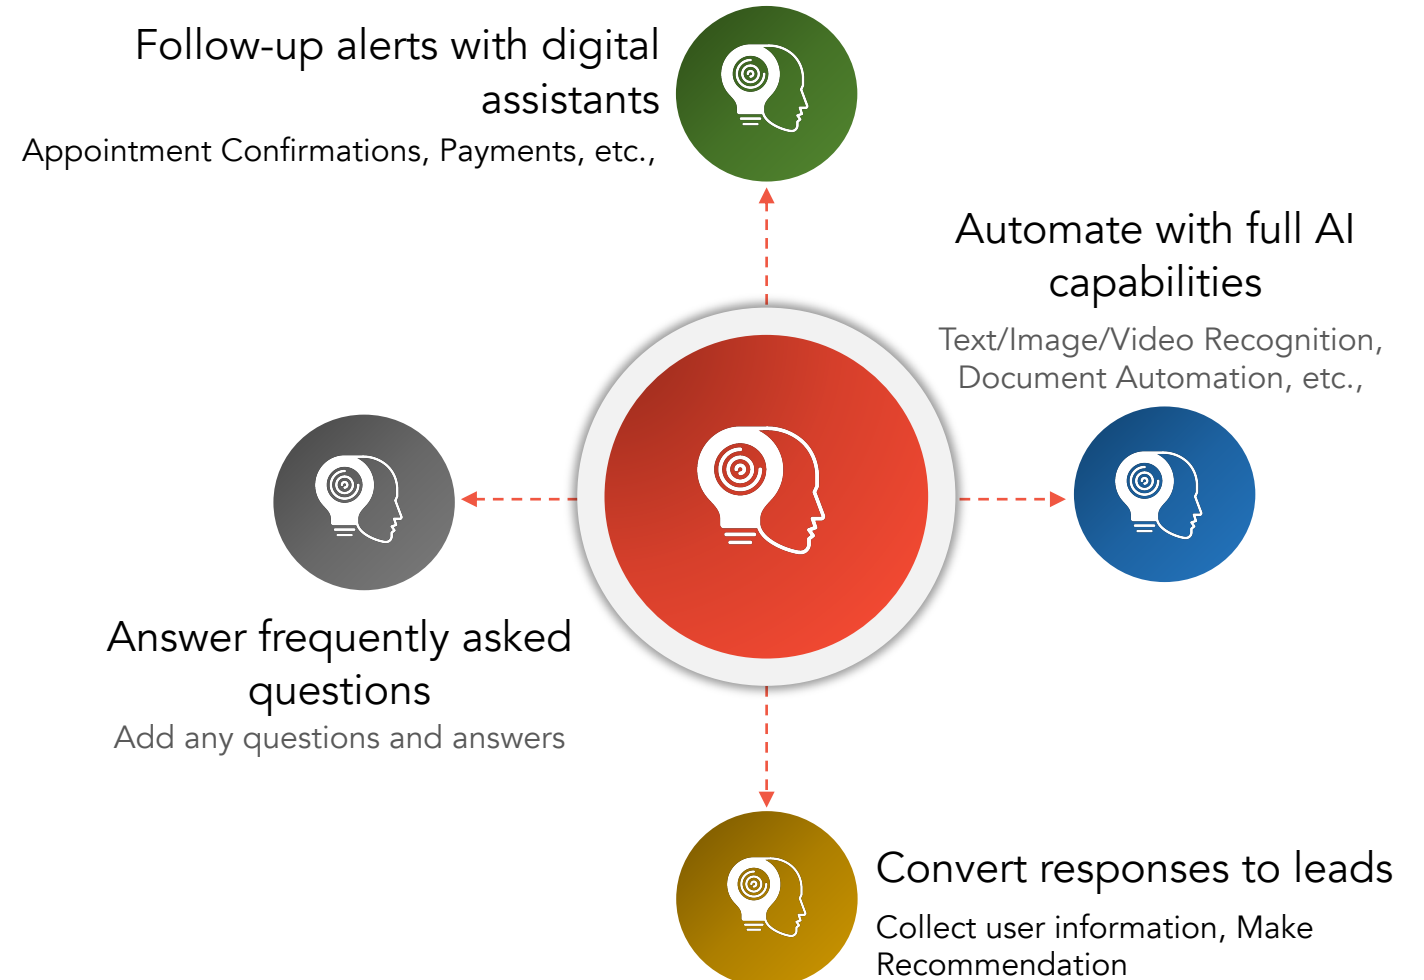 Follow-up alerts with digital
assistants
Appointment Confirmations, Payments, etc.,
Automate with full AI
capabilities
Text/Image/Video Recognition,
Document Automation, etc.,
Answer frequently asked
questions
Add any questions and answers
Convert responses to leads
Collect user information, Make
Recommendation